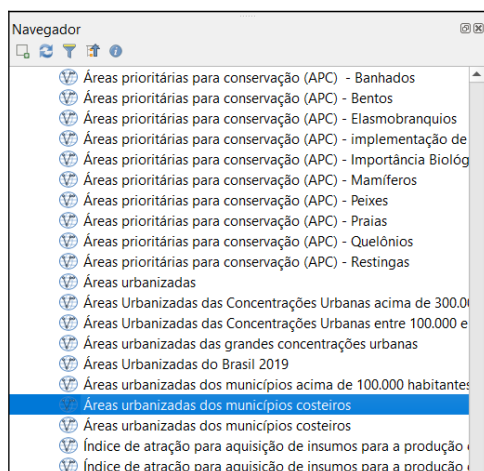 Navegador
Áreas prioritárias para conservação (APC) - Banhados
Áreas prioritárias para conservação (APC) - Bentos
Áreas prioritárias para conservação (APC) - Elasmobranquios
Áreas prioritárias para conservação (APC) - implementação de
Áreas prioritárias para conservação (APC) - Importância Biológ
Áreas prioritárias para conservação (APC) - Mamíferos
Áreas prioritárias para conservação (APC) - Peixes
Áreas prioritárias para conservação (APC) - Praias
Áreas prioritárias para conservação (APC) - Quelônios
Áreas prioritárias para conservação (APC) - Restingas
Áreas urbanizadas
Áreas Urbanizadas das Concentrações Urbanas acima de 300.00
Áreas Urbanizadas das Concentrações Urbanas entre 100.000 e
Áreas urbanizadas das grandes concentrações urbanas
Áreas Urbanizadas do Brasil 2019
Áreas urbanizadas dos municípios acima de 100.000 habitantes
Áreas urbanizadas dos municípios costeiros
Áreas urbanizadas dos municípios costeiros
Índice de atração para aquisição de insumos para a produção
Índice de atração para aquisição de insumos para a produção